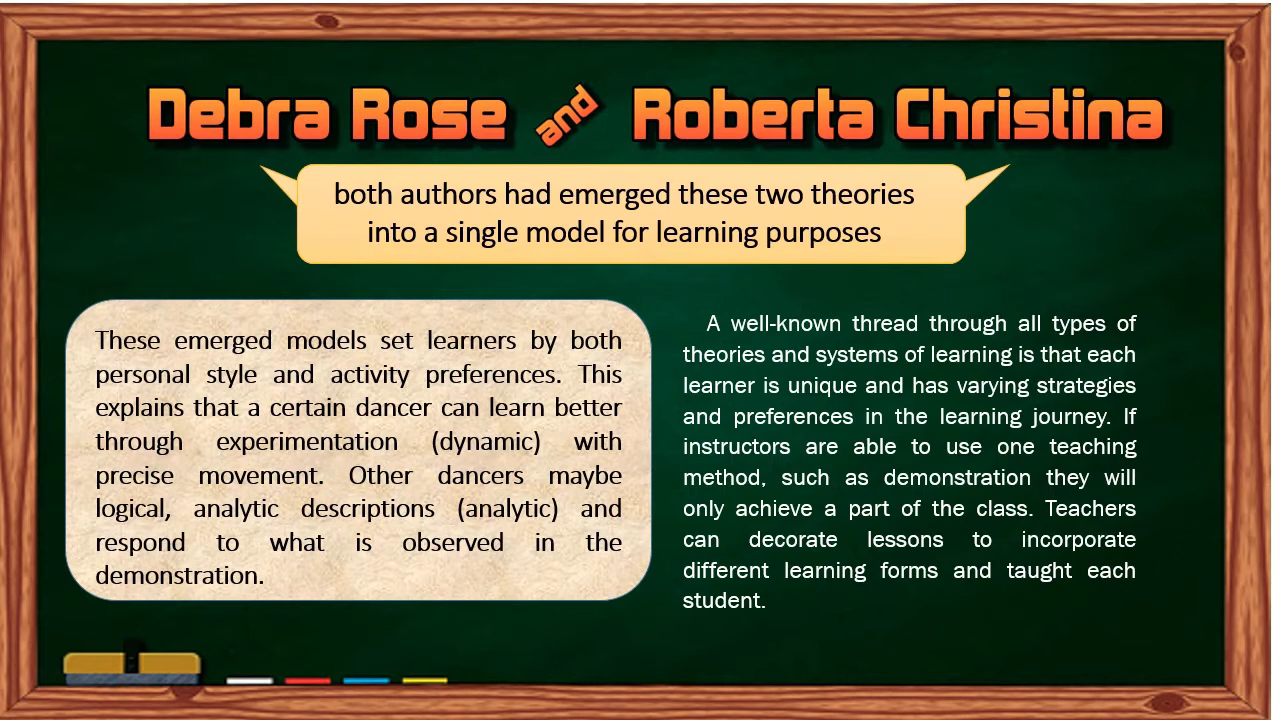 Debra Rose and Roberta Christina
both authors had emerged these two theories
into a single model for learning purposes
These emerged models set learners by both
personal style and activity preferences. This
explains that a certain dancer can learn better
through experimentation (dynamic) with
precise movement. Other dancers maybe
logical, analytic descriptions (analytic) and
respond to what is observed in the
demonstration.
A well-known thread through all types of
theories and systems of learning is that each
learner is unique and has varying strategies
and preferences in the learning journey. If
instructors are able to use one teaching
method, such as demonstration they will
only achieve a part of the class. Teachers
can decorate lessons to incorporate
different learning forms and taught each
student.